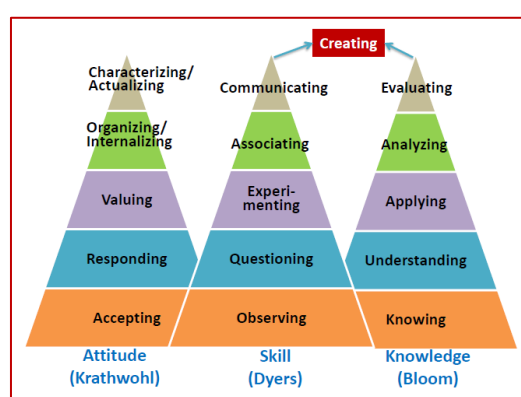 Creating
Characterizing/
Actualizing
Communicating
Evaluating
Organizing/
Internalizing
Associating
Analyzing
Valuing
Experi-
menting
Applying
Responding
Questioning
Understanding
Accepting
Observing
Knowing
Attitude
(Krathwohl)
Skill
(Dyers)
Knowledge
(Bloom)